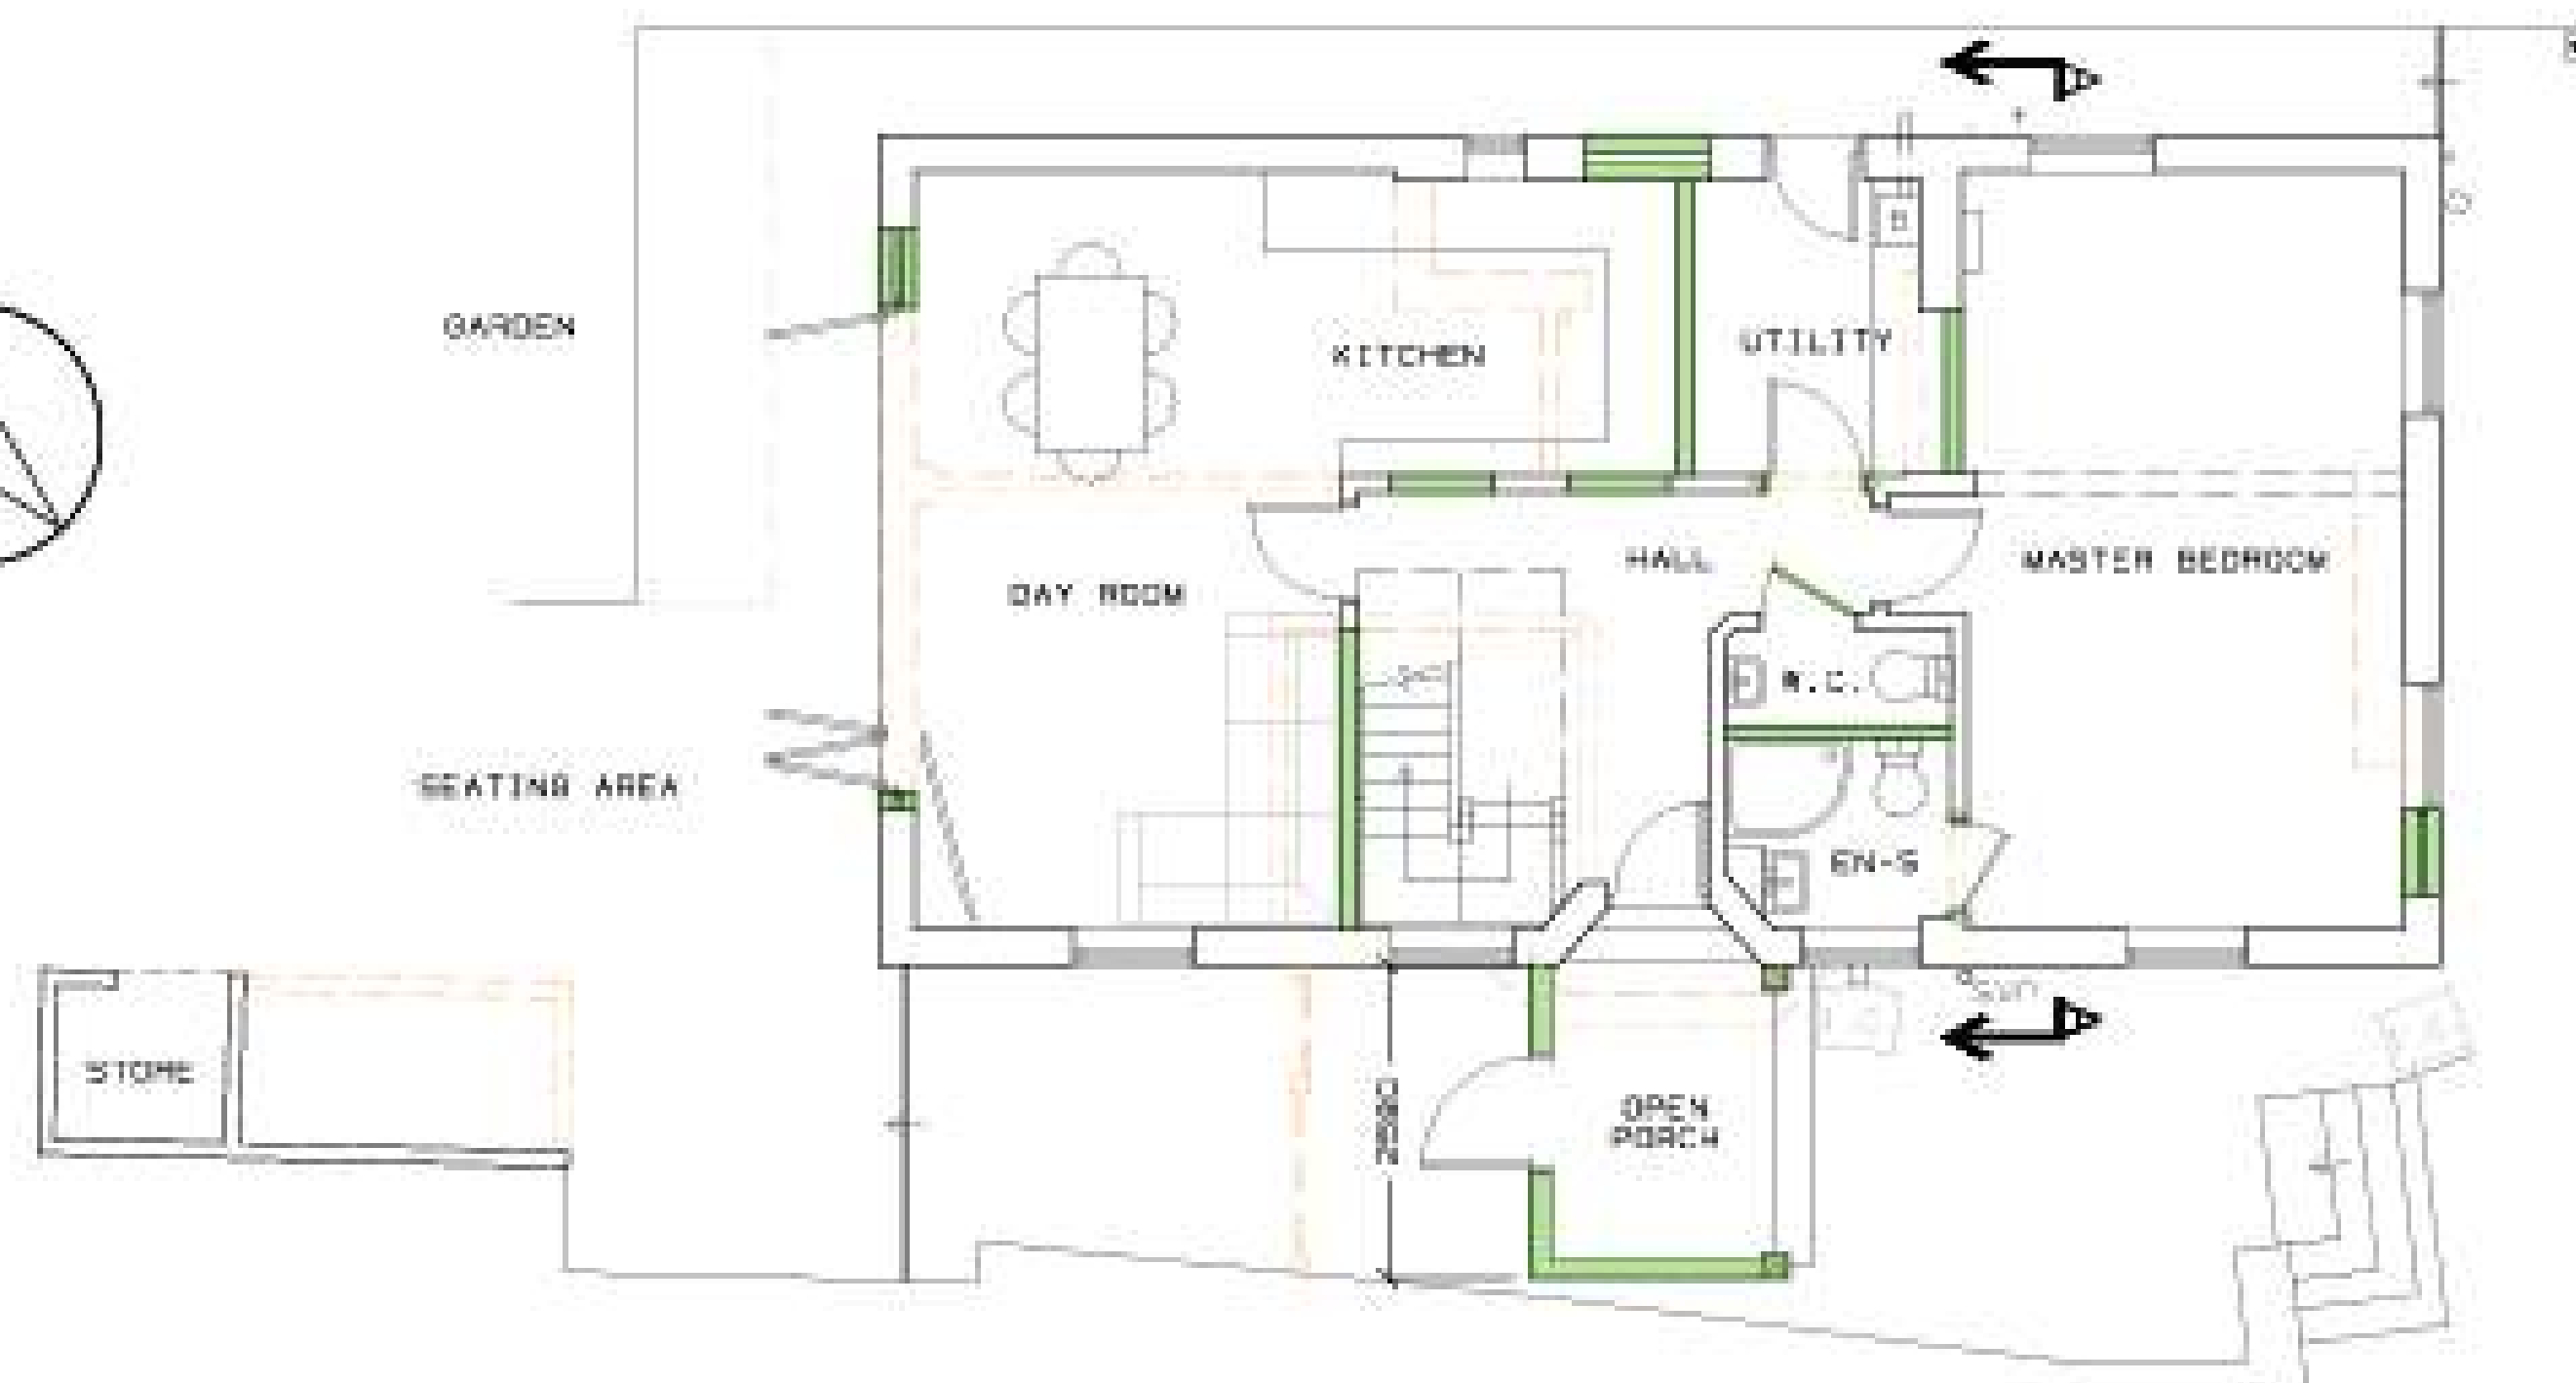 GARDEN
KITCHEN
UTILITY
DAY ROOM
HALL
MASTER BEDROOM
W.C.
SEATING AREA
EN-S
STORE
OPEN
PORCH